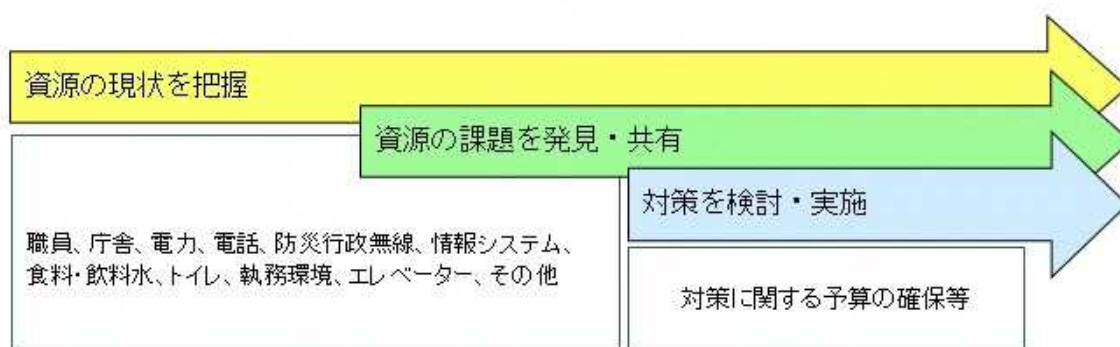 資源の現状を把握
資源の課題を発見・共有
対策を検討・実施
職員、庁舎、電力、電話、防災行政無線、情報システム、
食料・飲料水、トイレ、執務環境、エレベーター、その他
対策に関する予算の確保等